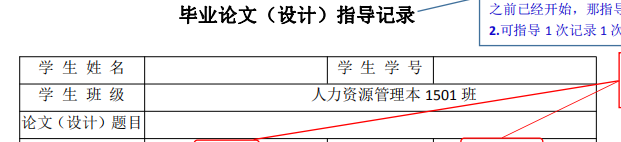 毕业论文（设计）指导记录
之前已经开始，那指导
2.可指导 1 次记录 1 次
学 生 姓 名 学 生 学 号
学 生 班 级 人力资源管理本 1501 班
论文（设计）题目